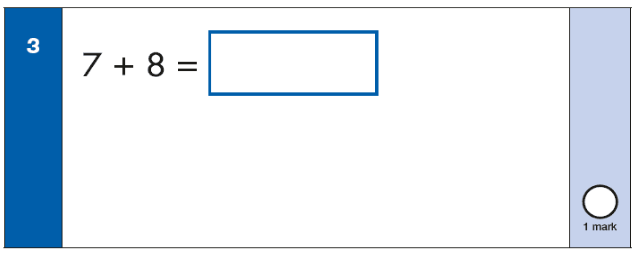 3
7 + 8 =
1 mark